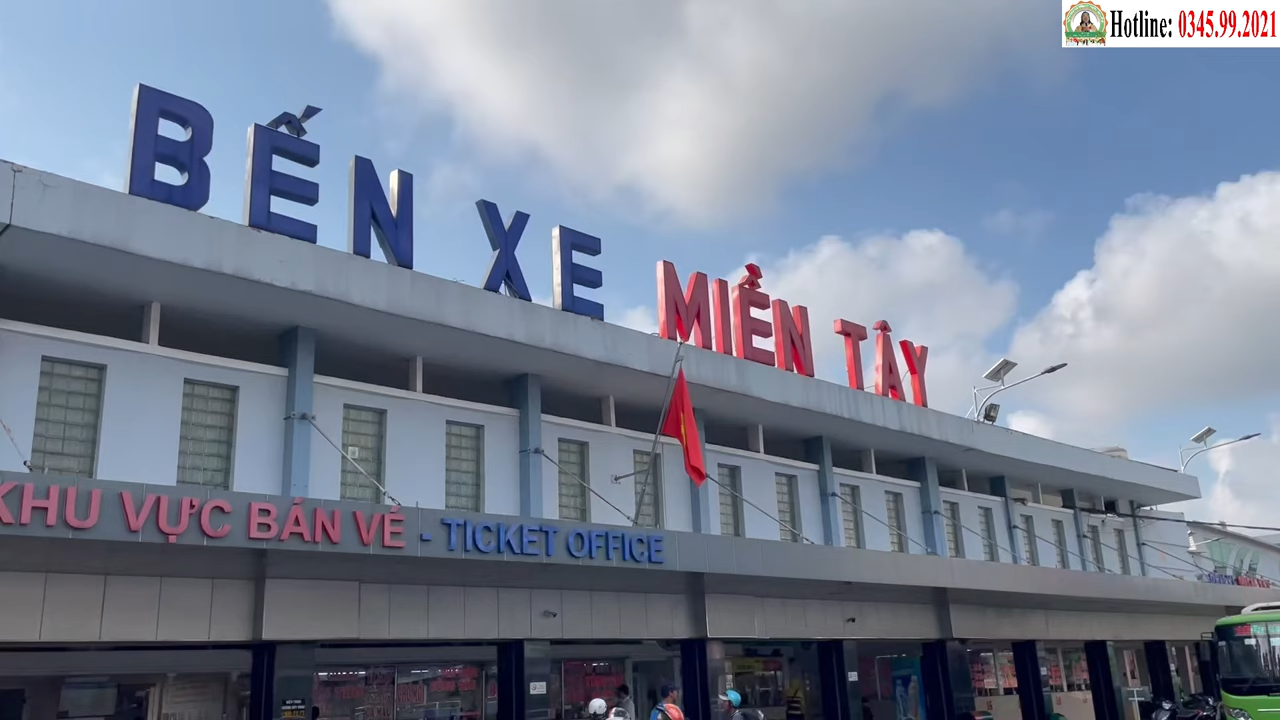 Hotline: 0345.99.2021
BẾN XE MIỀN TÂY
KHU VỰC BÁN VÉ - TICKET OFFICE